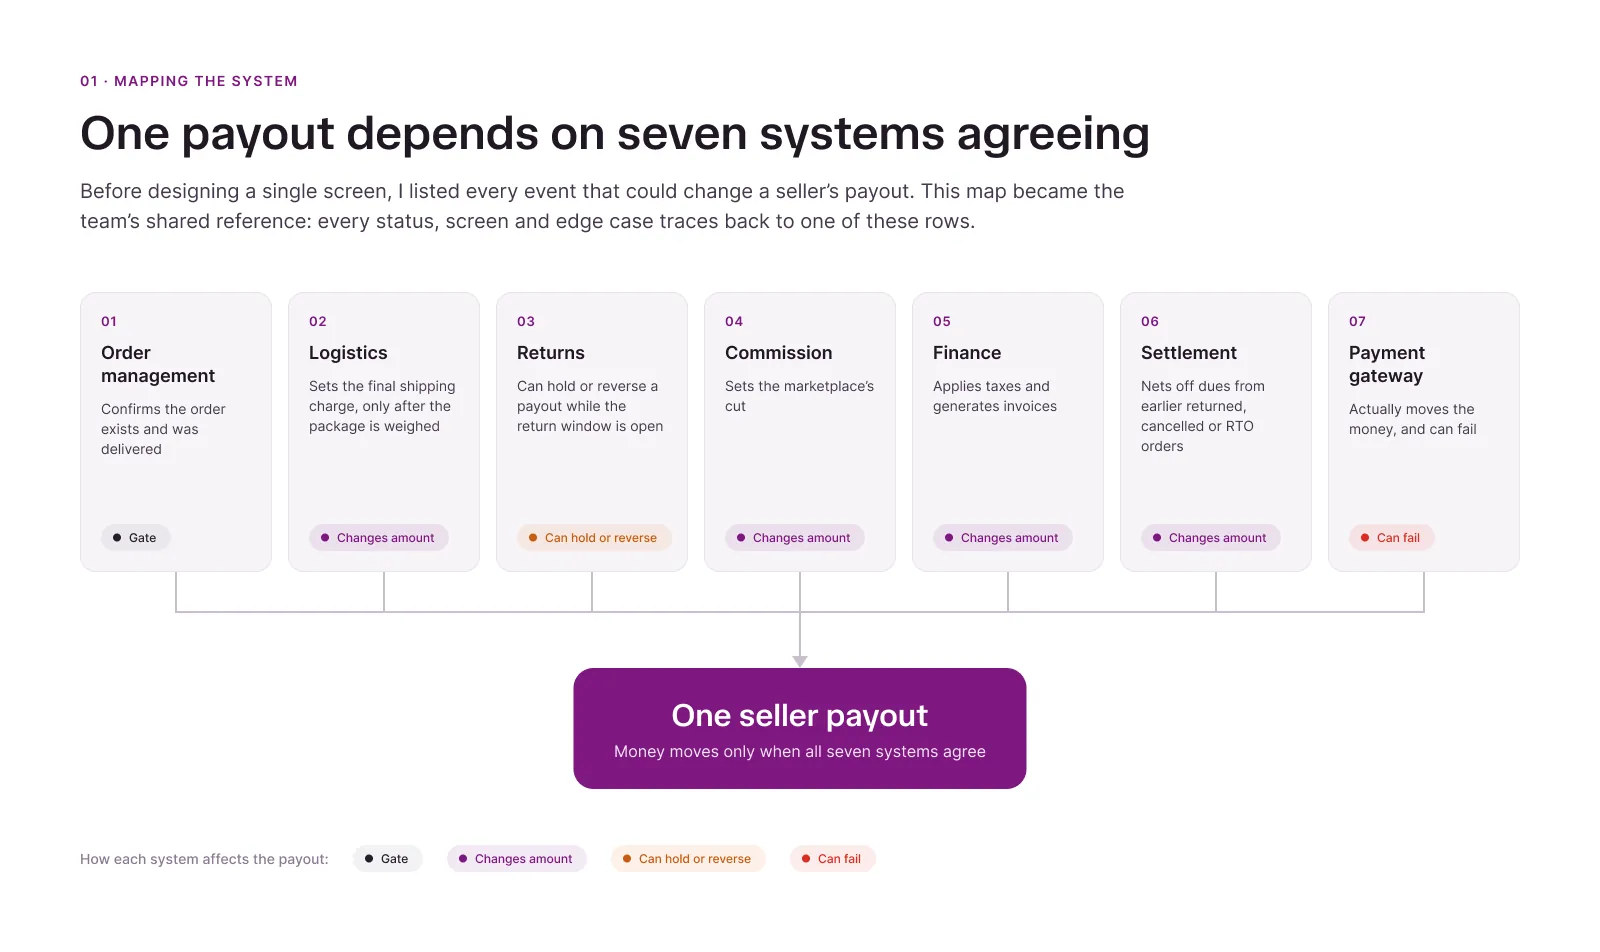 01 · MAPPING THE SYSTEM
One payout depends on seven systems agreeing
Before designing a single screen, I listed every event that could change a seller’s payout. This map became the
team’s shared reference: every status, screen and edge case traces back to one of these rows.
01
Order
management
Confirms the order
exists and was
delivered
Gate
02
Logistics
Sets the final shipping
charge, only after the
package is weighed
Changes amount
03
Returns
Can hold or reverse a
payout while the
return window is open
Can hold or reverse
04
Commission
Sets the marketplace’s
cut
Changes amount
05
Finance
Applies taxes and
generates invoices
Changes amount
06
Settlement
Nets off dues from
earlier returned,
cancelled or RTO
orders
Changes amount
07
Payment
gateway
Actually moves the
money, and can fail
Can fail
One seller payout
Money moves only when all seven systems agree
How each system affects the payout:
Gate
Changes amount
Can hold or reverse
Can fail